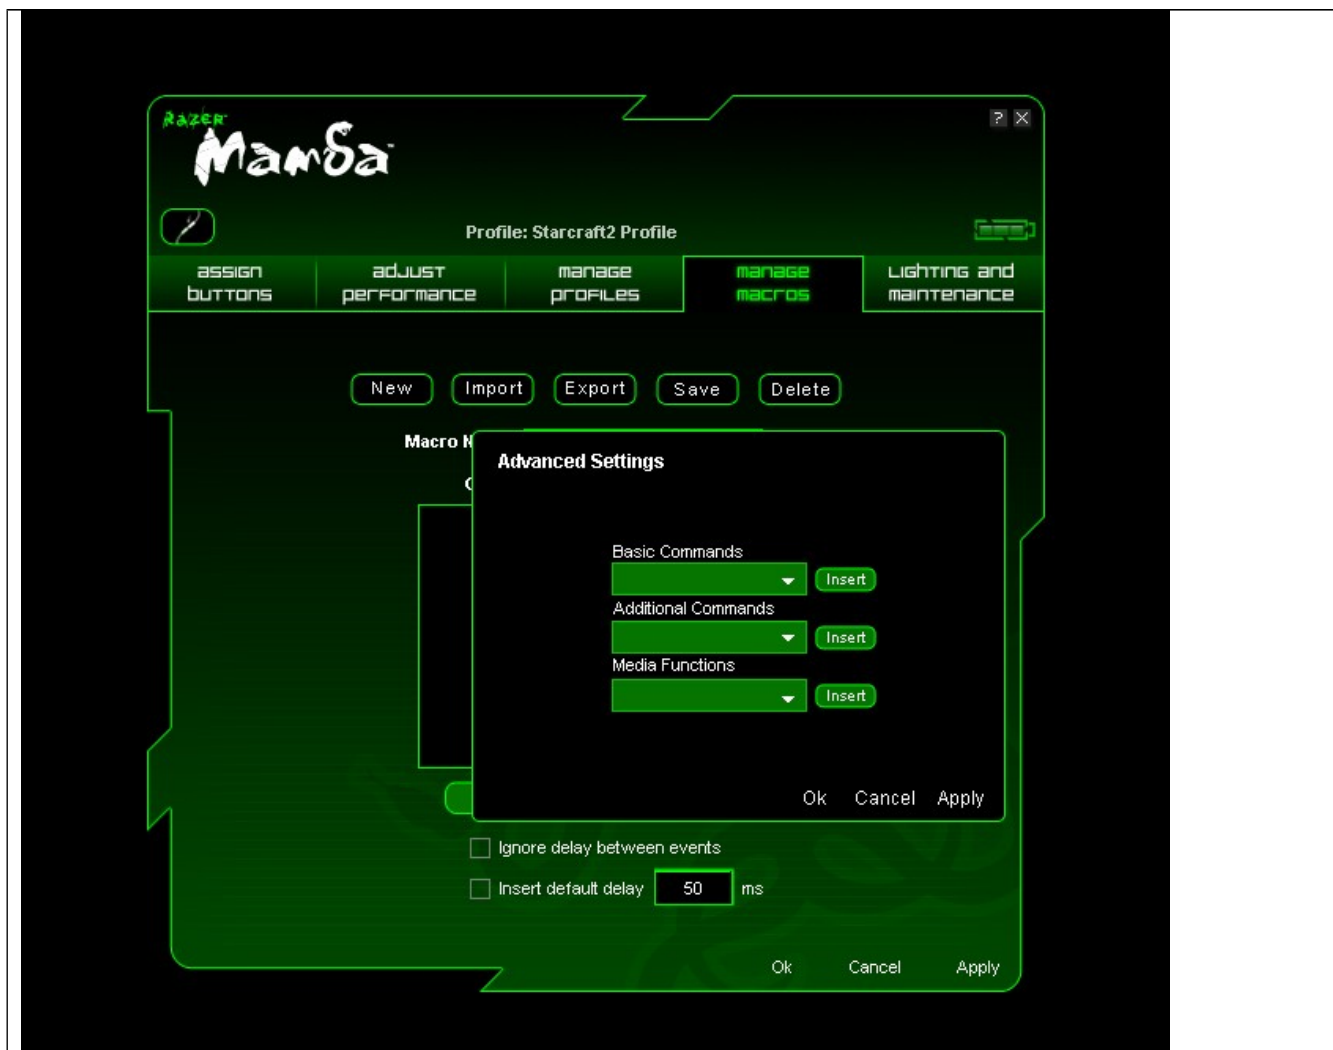 RAZER
Mamba™
? X
Profile: Starcraft2 Profile
assign buttons
adjust performance
manage profiles
manage macros
Lighting and maintenance
New Import Export Save Delete
Macro
Advanced Settings
Basic Commands
Insert
Additional Commands
Insert
Media Functions
Insert
Ok Cancel Apply
Ignore delay between events
Insert default delay 50 ms
Ok Cancel Apply